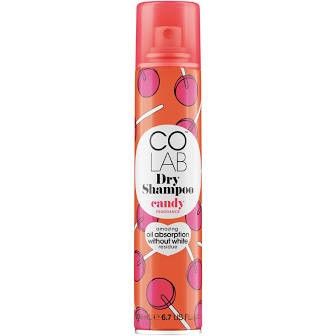 CO
LAB
Dry
Shampoo
candy
FRAGRANCE
amazing
oil absorption
without white
residue
6.7 US FL